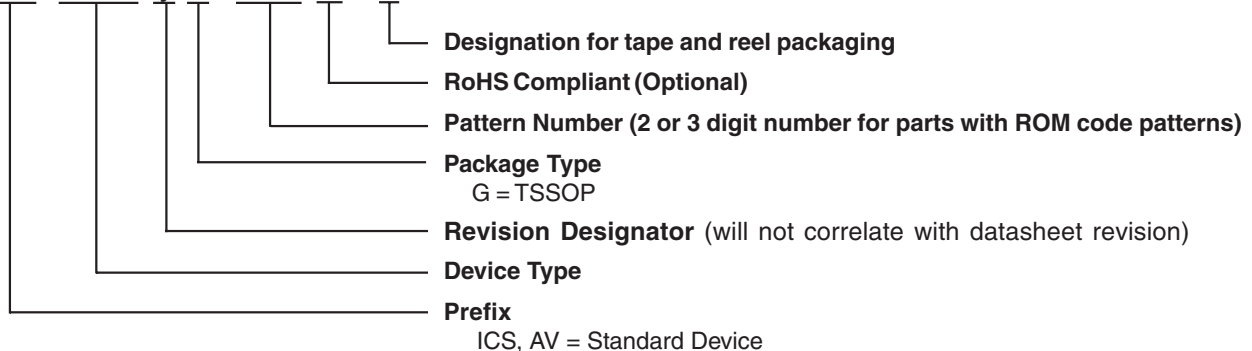 Designation for tape and reel packaging
RoHS Compliant (Optional)
Pattern Number (2 or 3 digit number for parts with ROM code patterns)
Package Type
G = TSSOP
Revision Designator (will not correlate with datasheet revision)
Device Type
Prefix
ICS, AV = Standard Device